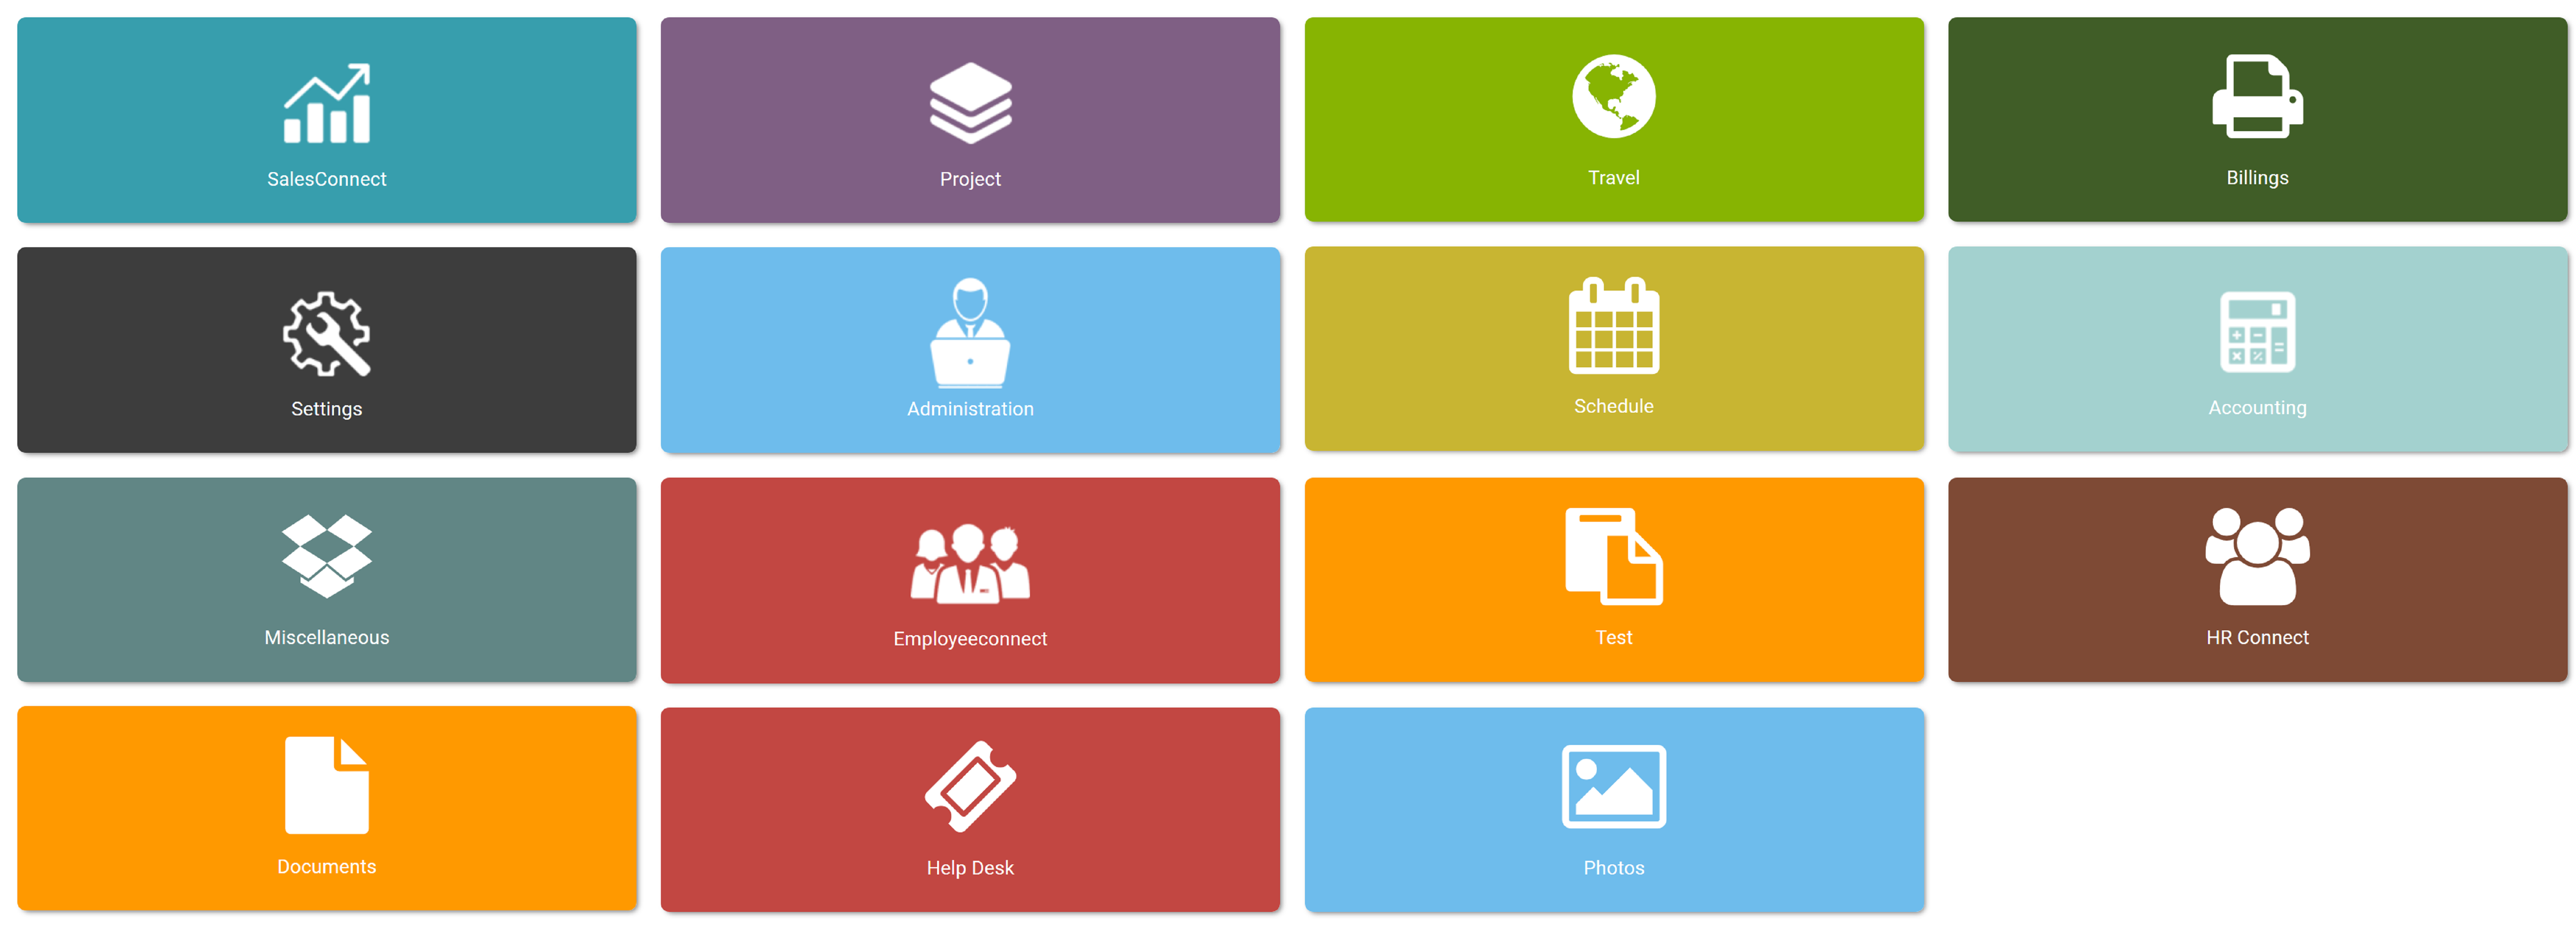 SalesConnect
Project
Travel
Billings
Settings
Administration
Schedule
Accounting
Miscellaneous
Employeeconnect
Test
HR Connect
Documents
Help Desk
Photos